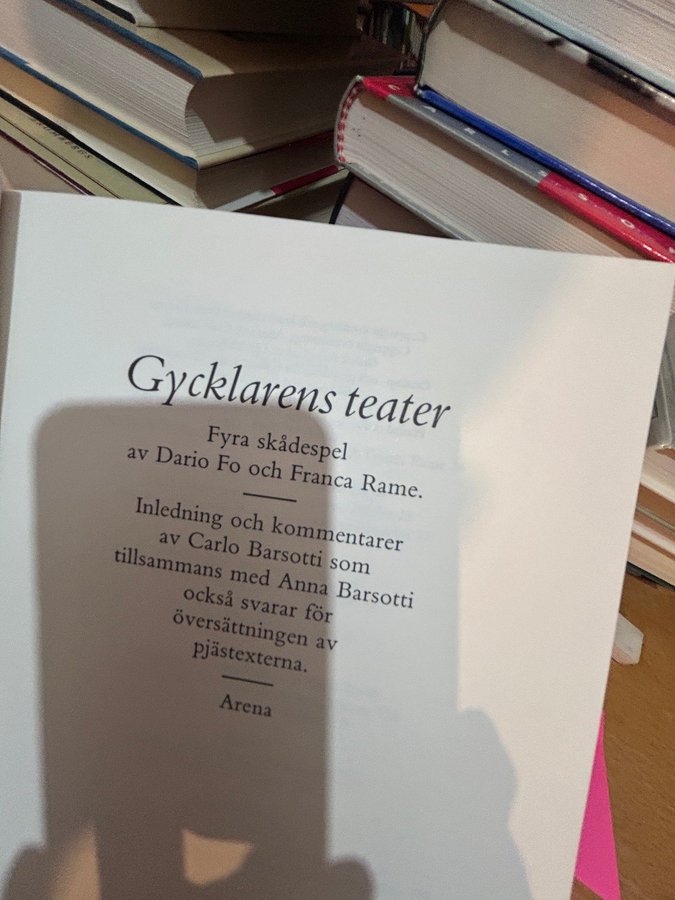 Gycklarens teater
Fyra skådespel
av Dario Fo och Franca Rame.
Inledning och kommentarer
av Carlo Barsotti som
tillsammans med Anna Barsotti
också svarar för
översättningen av
pjästexterna.
Arena